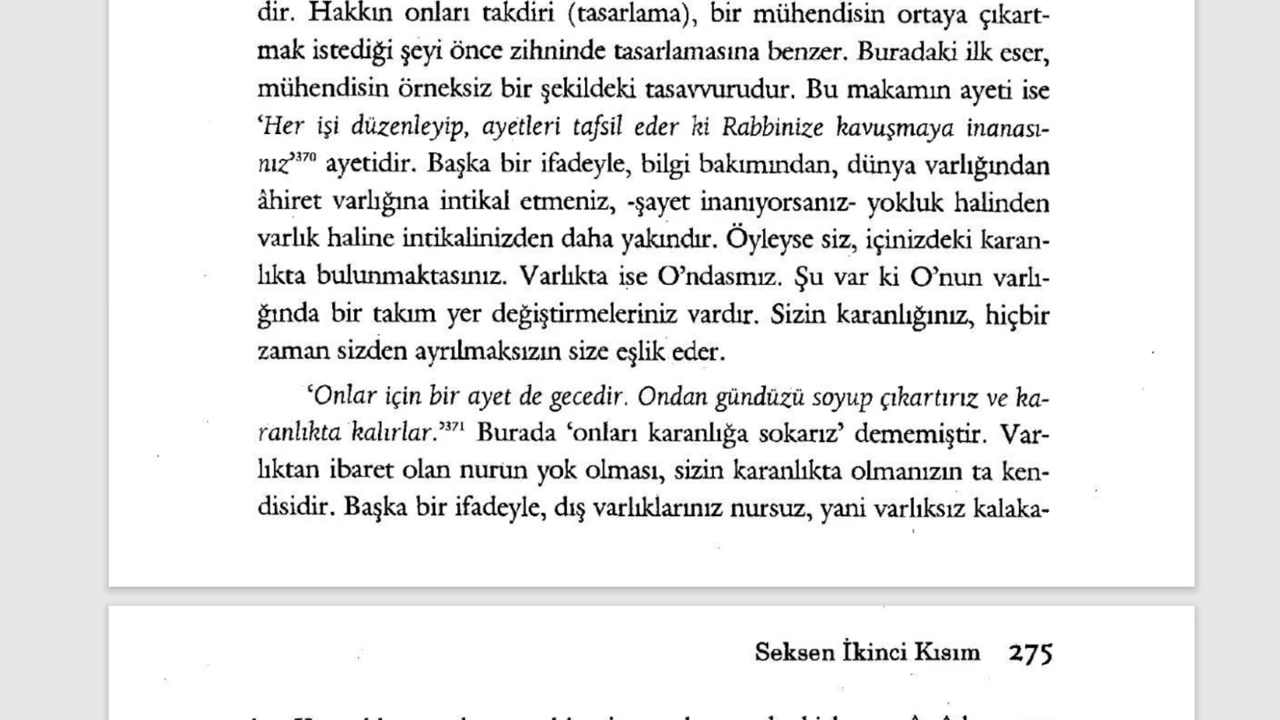 dir. Hakkın onları takdiri (tasarlama), bir mühendisin ortaya çıkart-
mak istediği şeyi önce zihninde tasarlamasına benzer. Buradaki ilk eser,
mühendisin örneksiz bir şekildeki tasavvurudur. Bu makamın ayeti ise
‘Her işi düzenleyip, ayetleri tafsil eder ki Rabbinize kavuşmaya inanası-
nız’³⁷⁰ ayetidir. Başka bir ifadeyle, bilgi bakımından, dünya varlığından
âhiret varlığına intikal etmeniz, -şayet inanıyorsanız- yokluk halinden
varlık haline intikalinizden daha yakındır. Öyleyse siz, içinizdeki karan-
lıkta bulunmaktasınız. Varlıkta ise O’ndasınız. Şu var ki O’nun varlı-
ğında bir takım yer değiştirmeleriniz vardır. Sizin karanlığınız, hiçbir
zaman sizden ayrılmaksızın size eşlik eder.
‘Onlar için bir ayet de gecedir. Ondan gündüzü soyup çıkartırız ve ka-
ranlıkta kalırlar.’³⁷¹ Burada ‘onları karanlığa sokarız’ dememiştir. Var-
lıktan ibaret olan nurun yok olması, sizin karanlıkta olmanızın ta ken-
disidir. Başka bir ifadeyle, dış varlıklarınız nursuz, yani varlıksız kalaka-
Seksen İkinci Kısım 275